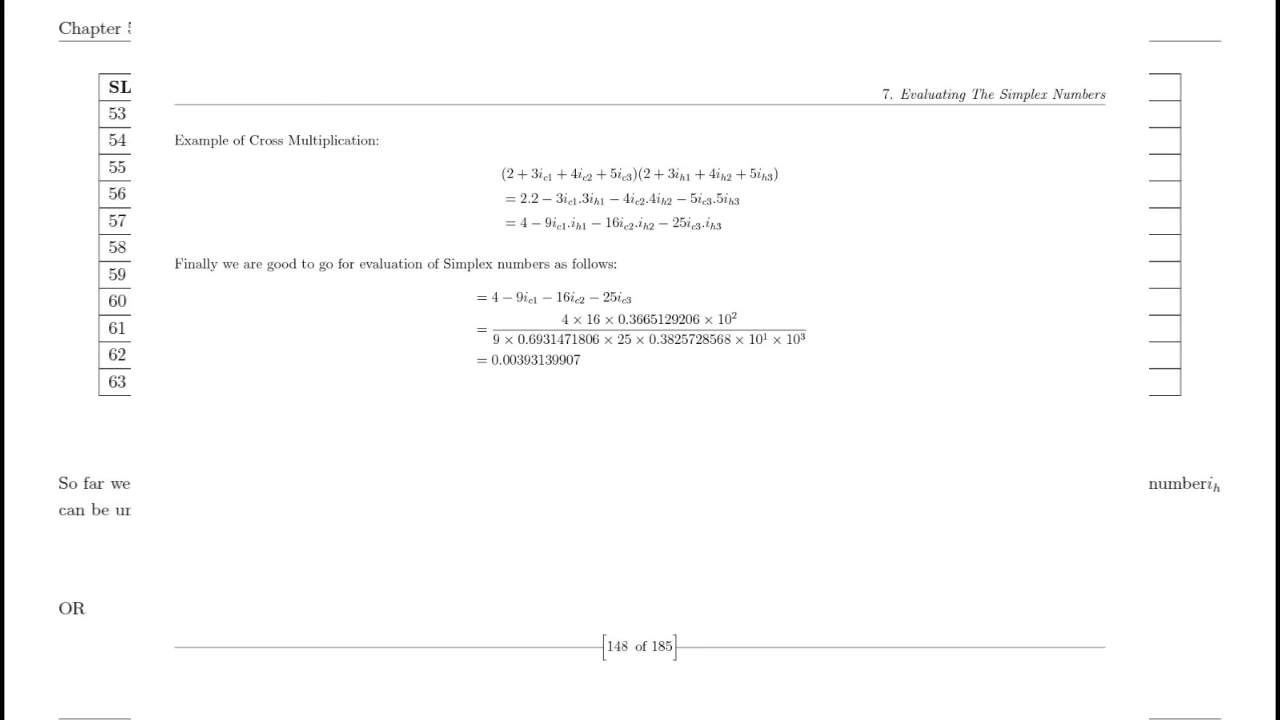 Chapter 5
7. Evaluating The Simplex Numbers
SL
53
54
55
56
57
58
59
60
61
62
63
Example of Cross Multiplication:
(2 + 3i_{c1} + 4i_{c2} + 5i_{c3})(2 + 3i_{h1} + 4i_{h2} + 5i_{h3})
= 2.2 − 3i_{c1}.3i_{h1} − 4i_{c2}.4i_{h2} − 5i_{c3}.5i_{h3}
= 4 − 9i_{c1}.i_{h1} − 16i_{c2}.i_{h2} − 25i_{c3}.i_{h3}
Finally we are good to go for evaluation of Simplex numbers as follows:
= 4 − 9i_{c1} − 16i_{c2} − 25i_{c3}
= \frac{4 × 16 × 0.3665129206 × 10^2}{9 × 0.6931471806 × 25 × 0.3825728568 × 10^1 × 10^3}
= 0.00393139907
So far we
numberi_h
can be
OR
[148 of 185]